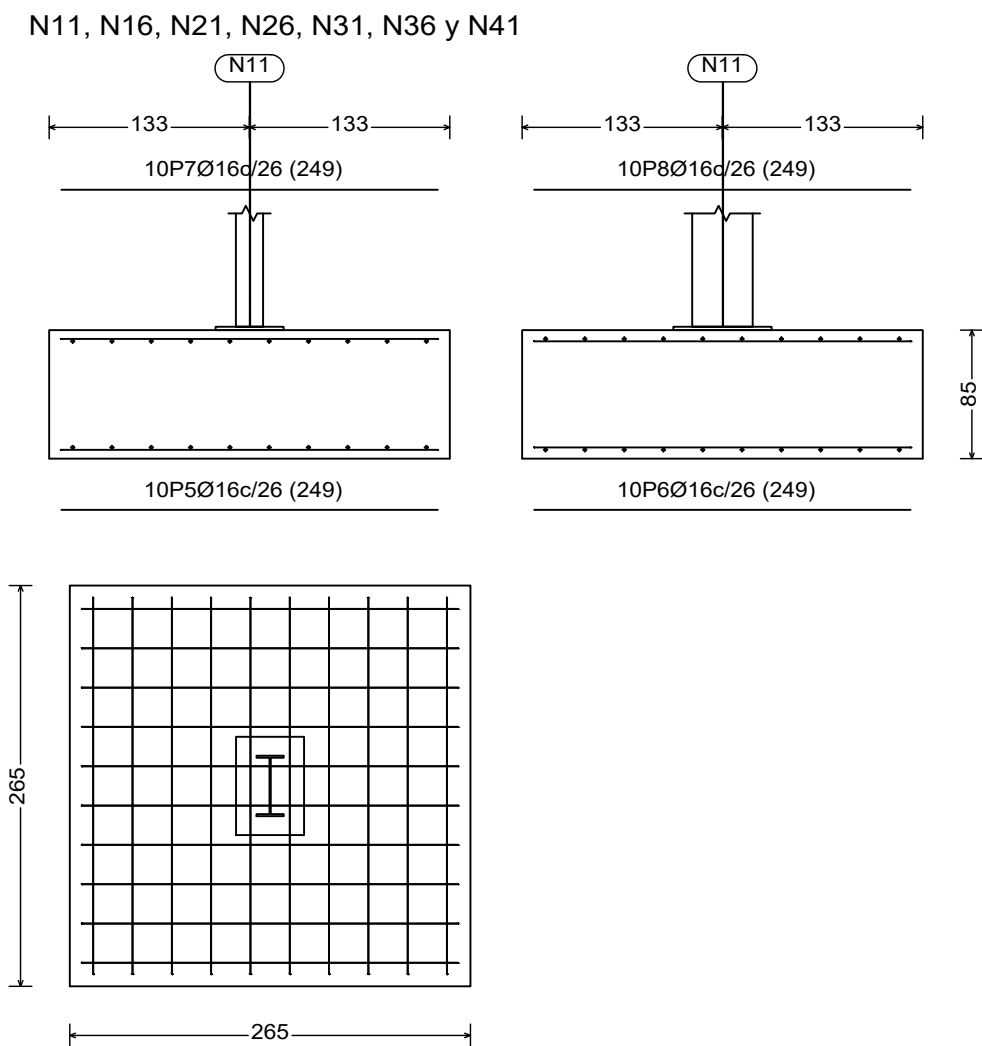 N11, N16, N21, N26, N31, N36 y N41
N11
N11
133
133
133
133
10P7Ø16c/26 (249)
10P8Ø16c/26 (249)
85
10P5Ø16c/26 (249)
10P6Ø16c/26 (249)
265
265